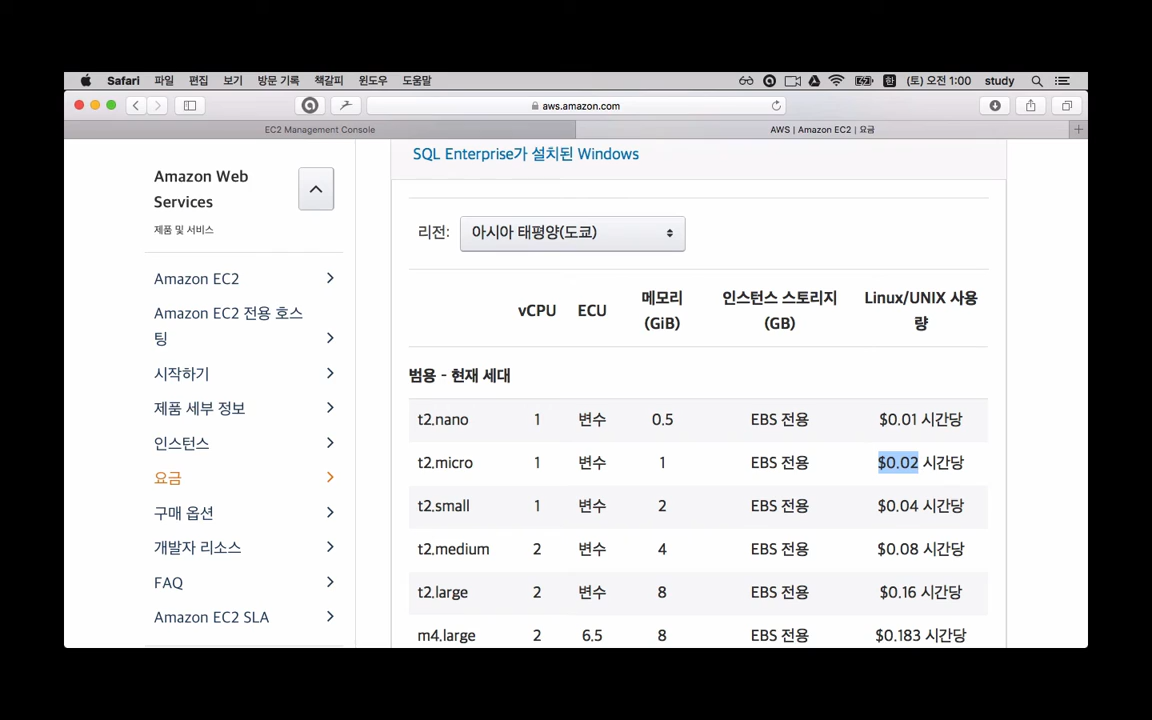 Safari 파일 편집 보기 방문 기록 책갈피 윈도우 도움말 한 (토) 오전 1:00 study
aws.amazon.com
EC2 Management Console AWS | Amazon EC2 | 요금
SQL Enterprise가 설치된 Windows
Amazon Web
Services
제품 및 서비스
Amazon EC2
Amazon EC2 전용 호스
팅
시작하기
제품 세부 정보
인스턴스
요금
구매 옵션
개발자 리소스
FAQ
Amazon EC2 SLA
리전: 아시아 태평양(도쿄)
vCPU ECU 메모리 (GiB) 인스턴스 스토리지 (GB) Linux/UNIX 사용 량
범용 - 현재 세대
t2.nano 1 변수 0.5 EBS 전용 $0.01 시간당
t2.micro 1 변수 1 EBS 전용 $0.02 시간당
t2.small 1 변수 2 EBS 전용 $0.04 시간당
t2.medium 2 변수 4 EBS 전용 $0.08 시간당
t2.large 2 변수 8 EBS 전용 $0.16 시간당
m4.large 2 6.5 8 EBS 전용 $0.183 시간당